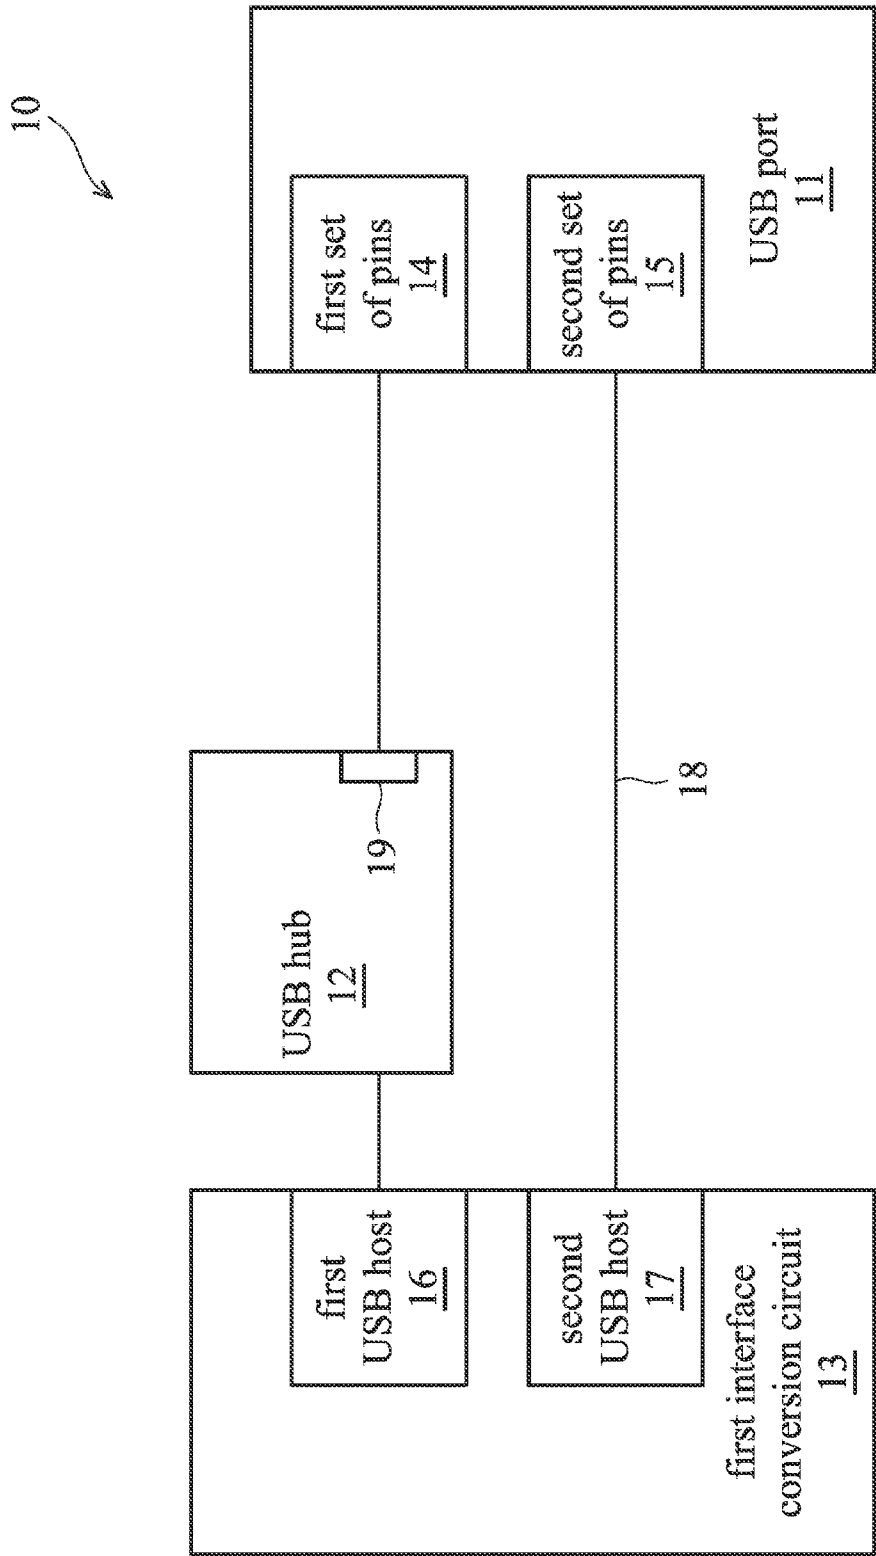 10
first
USB host
16
second
USB host
17
first interface
conversion circuit
13
USB hub
12
19
18
first set
of pins
14
second set
of pins
15
USB port
11